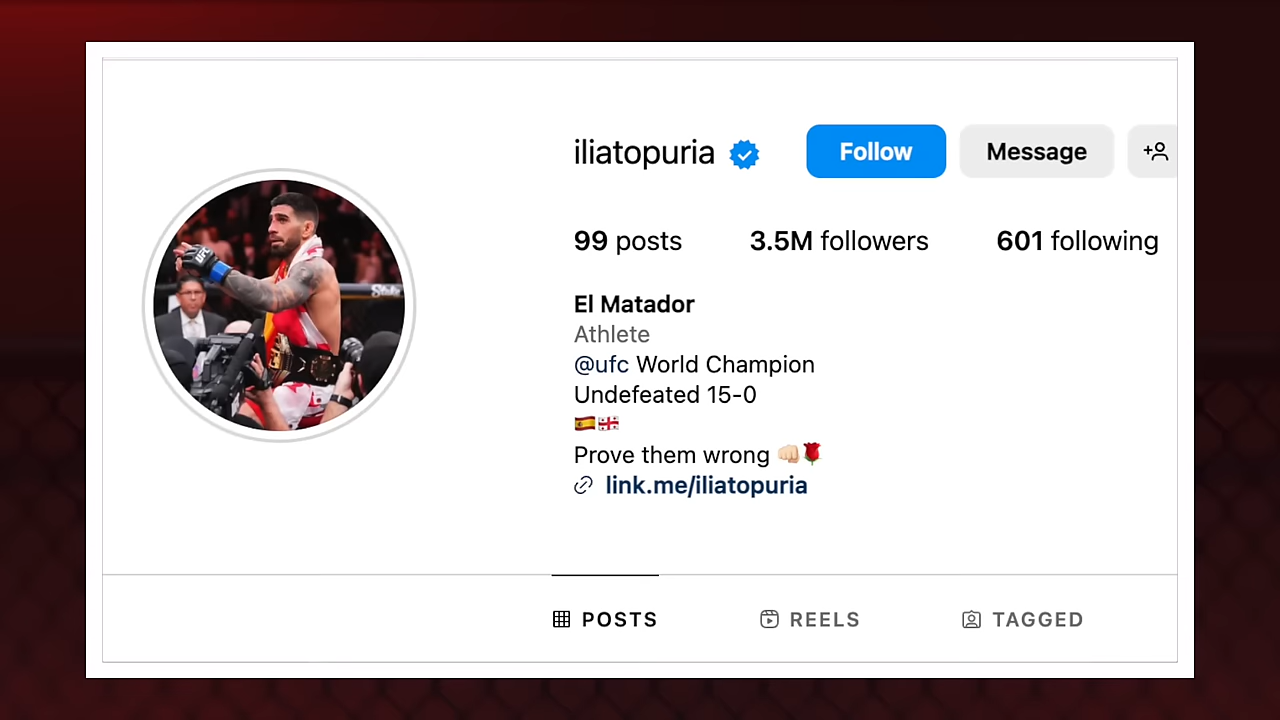 iliatopuria
Follow
Message
99 posts
3.5M followers
601 following
El Matador
Athlete
@ufc World Champion
Undefeated 15-0
🇪🇸🇬🇪
Prove them wrong 👊🏻🌹
link.me/iliatopuria
POSTS
REELS
TAGGED
UFC